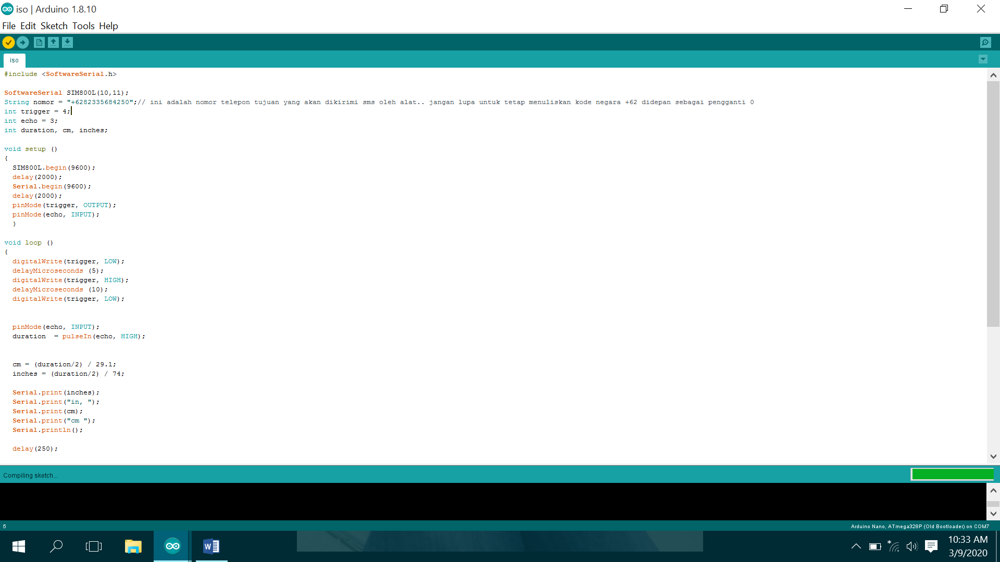 iso | Arduino 1.8.10
File Edit Sketch Tools Help
iso
#include <SoftwareSerial.h>
SoftwareSerial SIM800L(10,11);
String nomor = "+6282335684250";// ini adalah nomor telepon tujuan yang akan dikirimi sms oleh alat.. jangan lupa untuk tetap menuliskan kode negara +62 didepan sebagai pengganti 0
int trigger = 4;
int echo = 3;
int duration, cm, inches;
void setup ()
{
SIM800L.begin(9600);
delay(2000);
Serial.begin(9600);
delay(2000);
pinMode(trigger, OUTPUT);
pinMode(echo, INPUT);
}
void loop ()
{
digitalWrite(trigger, LOW);
delayMicroseconds (5);
digitalWrite(trigger, HIGH);
delayMicroseconds (10);
digitalWrite(trigger, LOW);
pinMode(echo, INPUT);
duration  = pulseIn(echo, HIGH);
cm = (duration/2) / 29.1;
inches = (duration/2) / 74;
Serial.print(inches);
Serial.print("in, ");
Serial.print(cm);
Serial.print("cm ");
Serial.println();
delay(250);
Compiling sketch...
5
Arduino Nano, ATmega328P (Old Bootloader) on COM7
10:33 AM
3/9/2020